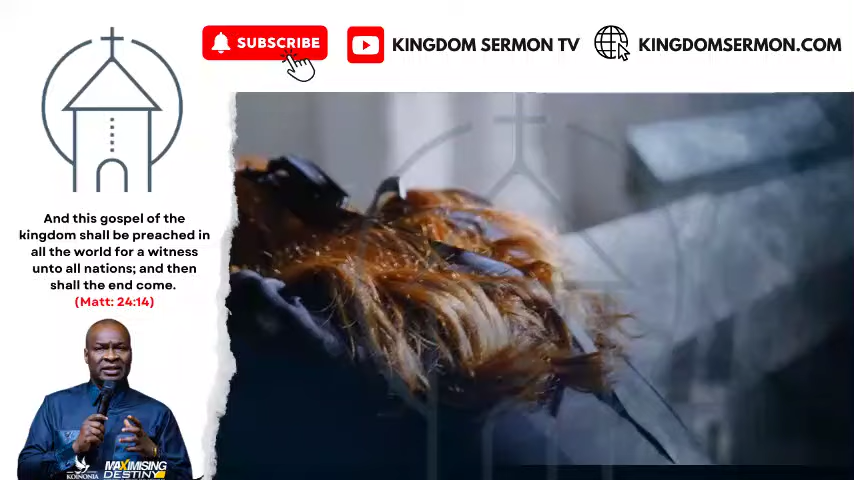 SUBSCRIBE
KINGDOM SERMON TV
KINGDOMSERMON.COM
And this gospel of the
kingdom shall be preached in
all the world for a witness
unto all nations; and then
shall the end come.
(Matt: 24:14)
KOINONIA
MAXIMISING
DESTINY